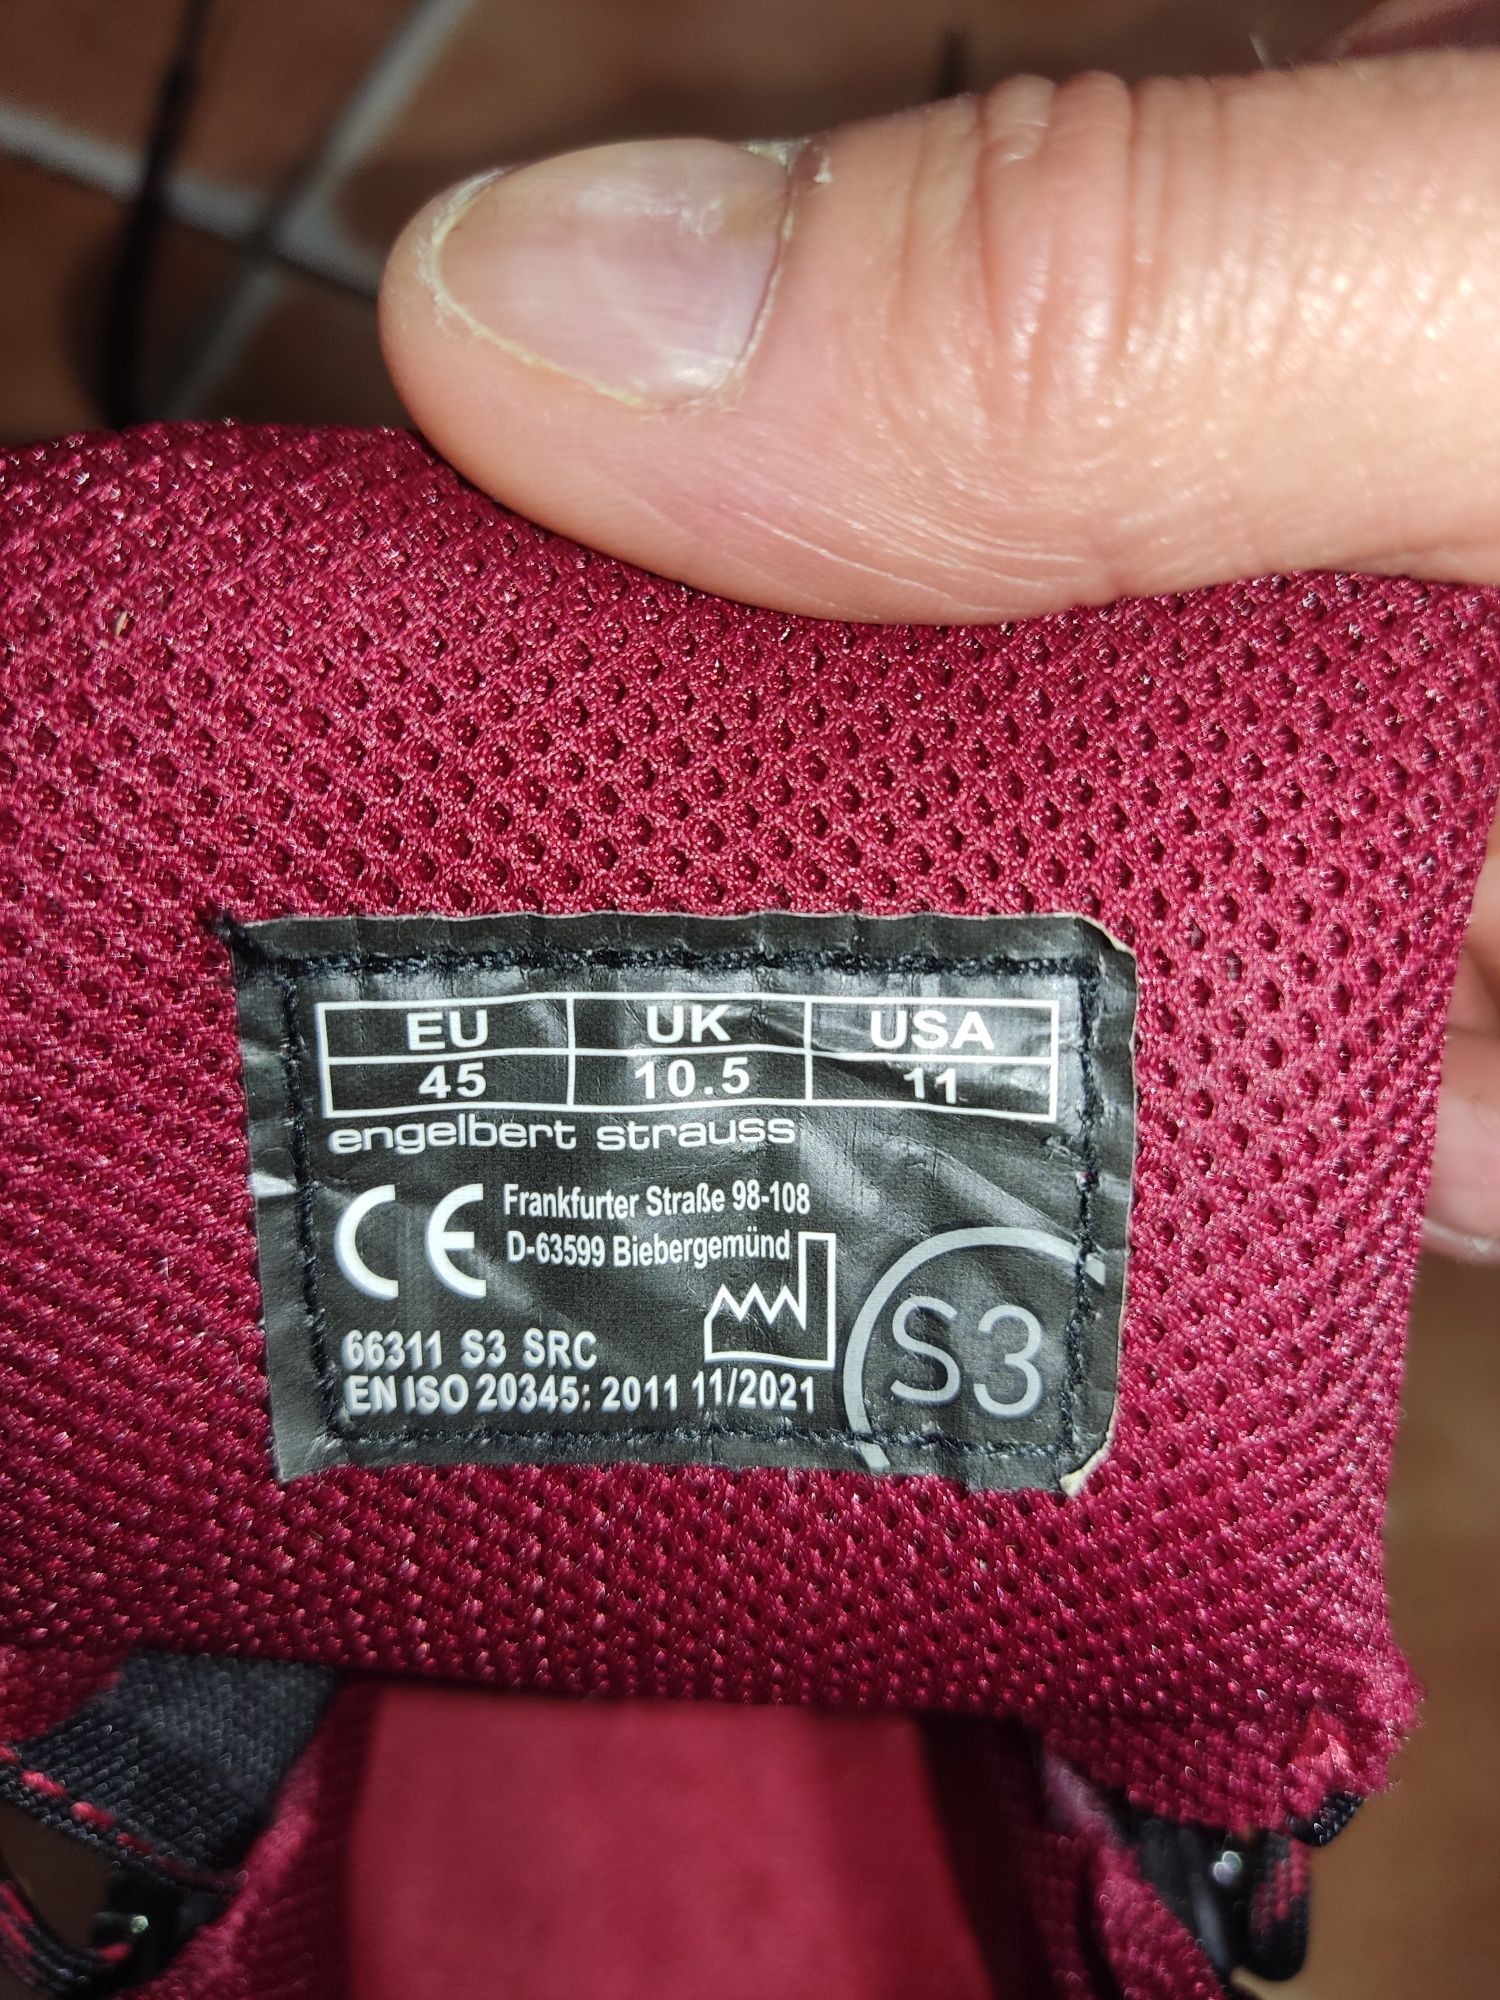 EU UK USA
45 10.5 11
engelbert strauss
CE Frankfurter Straße 98-108
D-63599 Biebergemünd
66311 S3 SRC
EN ISO 20345: 2011 11/2021
S3